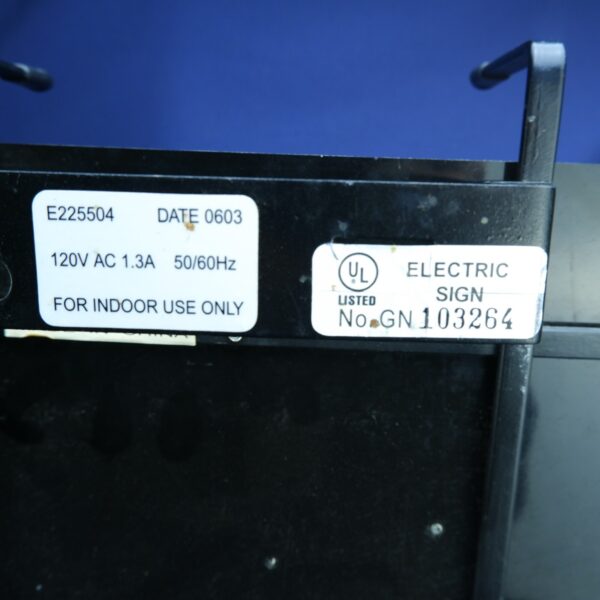 E225504 DATE 0603
120V AC 1.3A 50/60Hz
FOR INDOOR USE ONLY
UL
LISTED
ELECTRIC
SIGN
No. GN 103264
CHINA